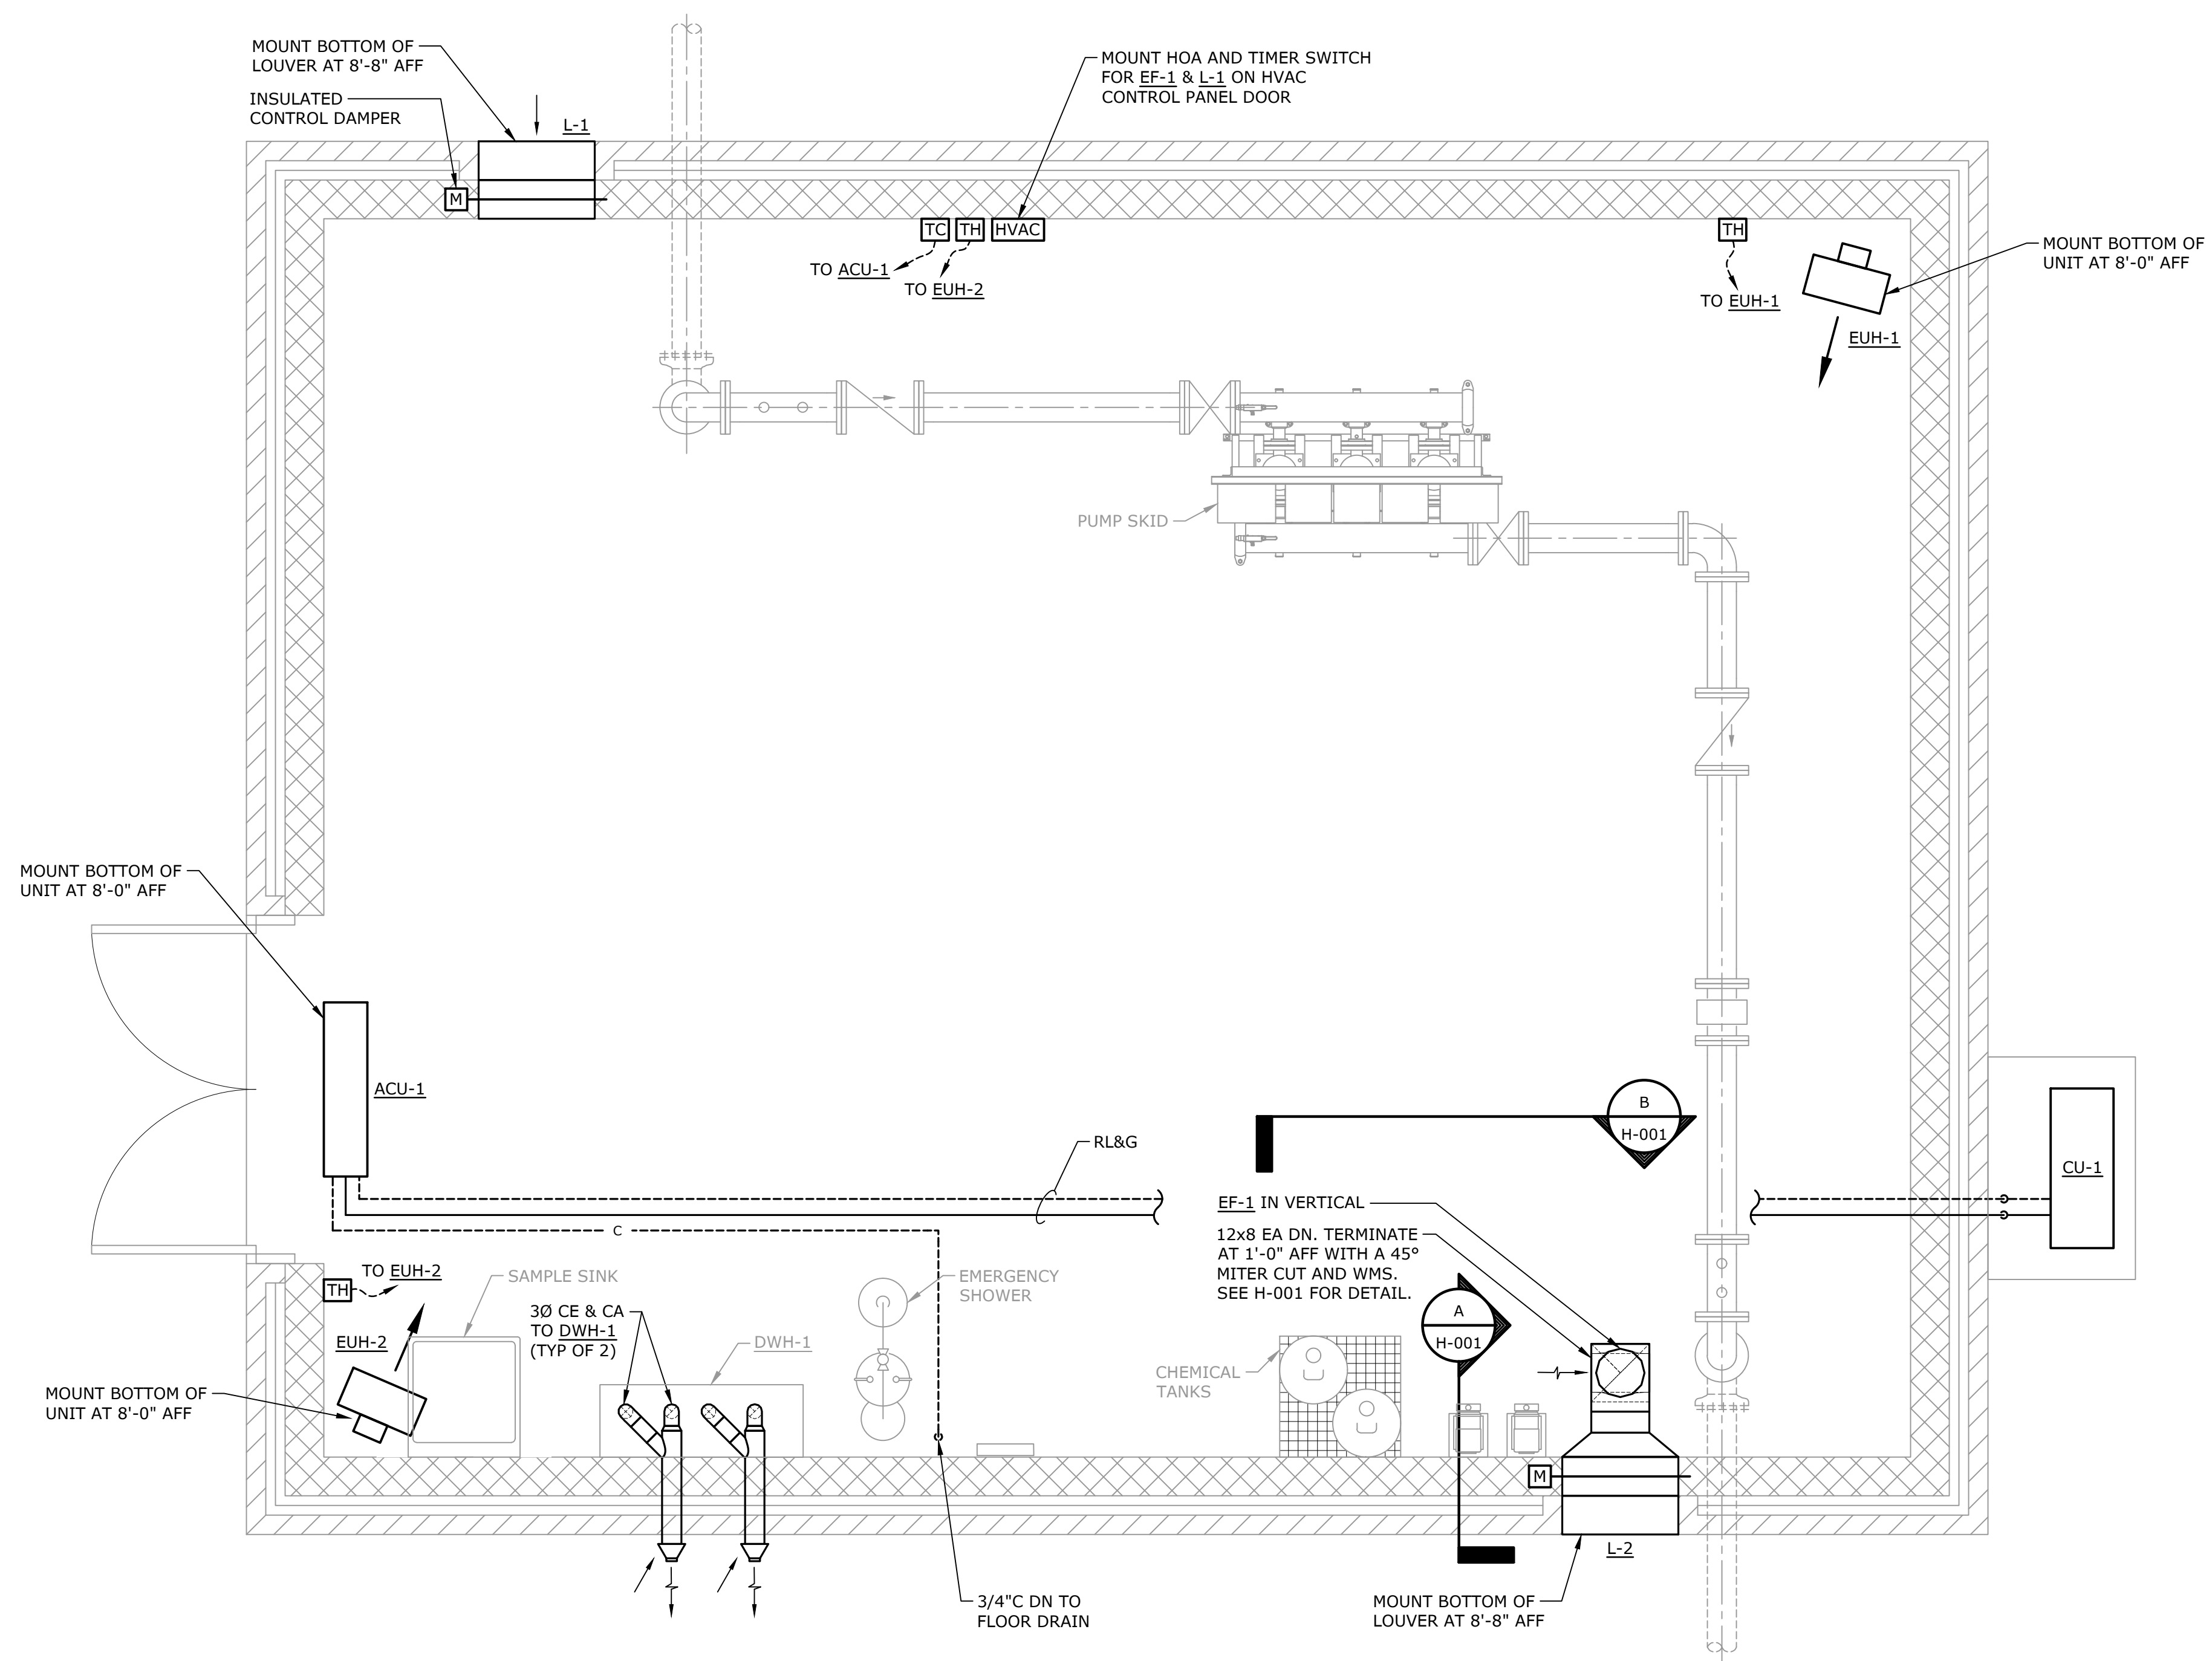 MOUNT BOTTOM OF
LOUVER AT 8'-8" AFF
INSULATED
CONTROL DAMPER
L-1
M
MOUNT HOA AND TIMER SWITCH
FOR EF-1 & L-1 ON HVAC
CONTROL PANEL DOOR
TC
TH
HVAC
TO ACU-1
TO EUH-2
TH
TO EUH-1
MOUNT BOTTOM OF
UNIT AT 8'-0" AFF
EUH-1
PUMP SKID
MOUNT BOTTOM OF
UNIT AT 8'-0" AFF
ACU-1
RL&G
C
B
H-001
CU-1
EF-1 IN VERTICAL
12x8 EA DN. TERMINATE
AT 1'-0" AFF WITH A 45°
MITER CUT AND WMS.
SEE H-001 FOR DETAIL.
A
H-001
TH
TO EUH-2
EUH-2
SAMPLE SINK
3Ø CE & CA
TO DWH-1
(TYP OF 2)
DWH-1
EMERGENCY
SHOWER
CHEMICAL
TANKS
MOUNT BOTTOM OF
UNIT AT 8'-0" AFF
M
L-2
3/4"C DN TO
FLOOR DRAIN
MOUNT BOTTOM OF
LOUVER AT 8'-8" AFF